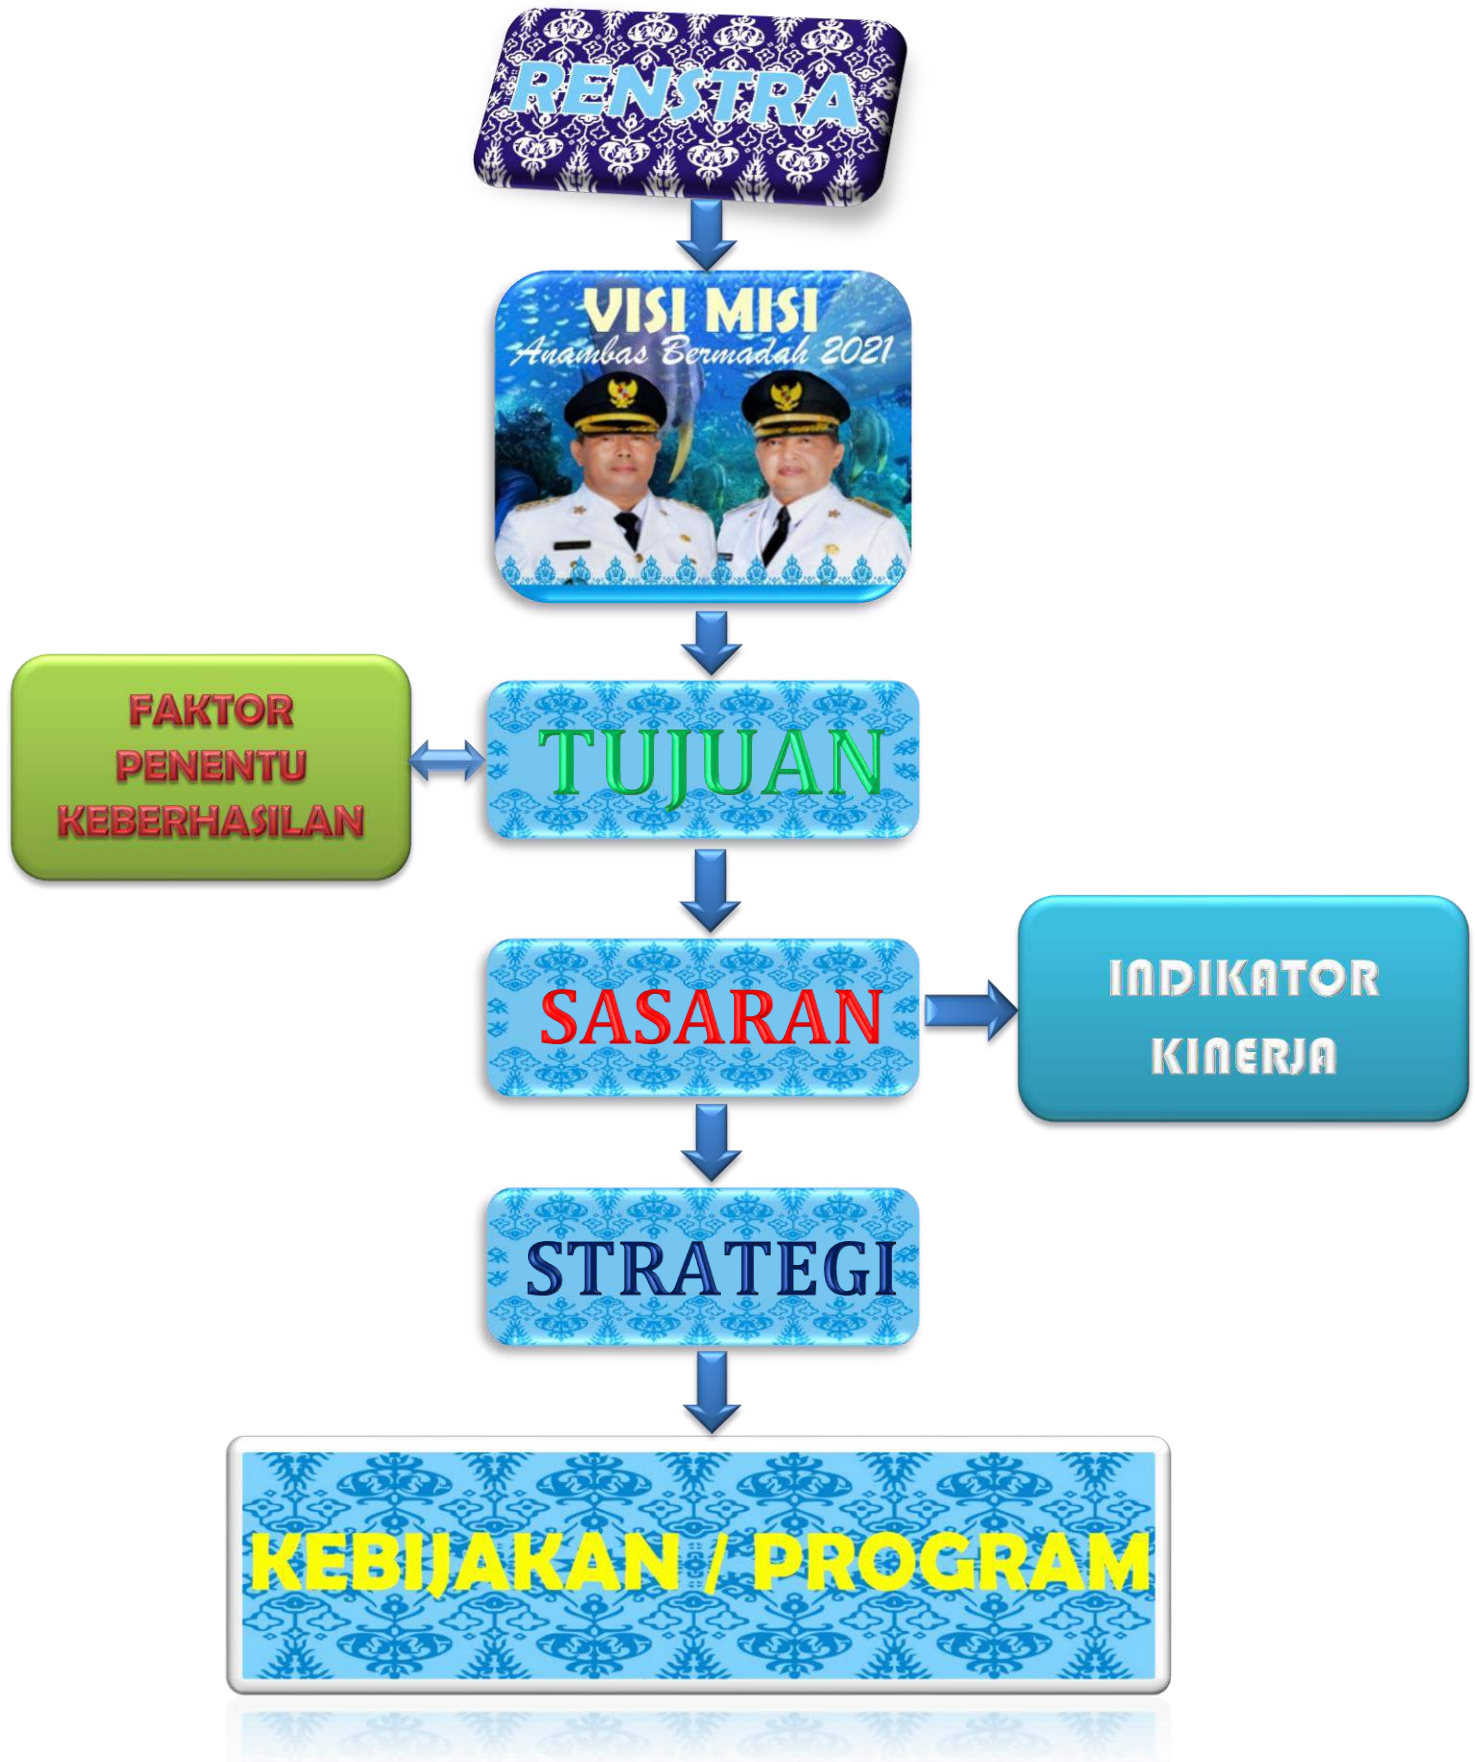 RENSTRA
VISI MISI
Anambas Bermadah 2021
FAKTOR
PENENTU
KEBERHASILAN
TUJUAN
SASARAN
INDIKATOR
KINERJA
STRATEGI
KEBIJAKAN / PROGRAM